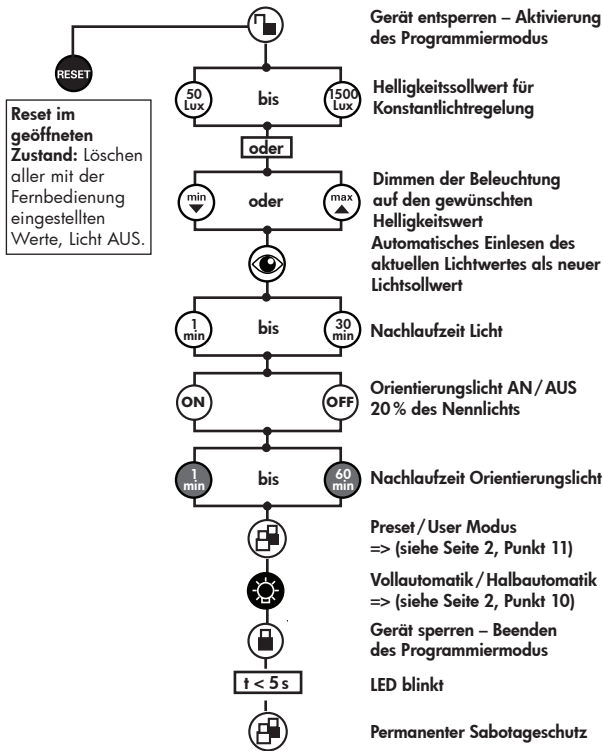 Gerät entsperren – Aktivierung
des Programmiermodus
RESET
Reset im
geöffneten
Zustand: Löschen
aller mit der
Fernbedienung
eingestellten
Werte, Licht AUS.
50
Lux
bis
1500
Lux
Helligkeitssollwert für
Konstantlichtregelung
oder
min
oder
max
Dimmen der Beleuchtung
auf den gewünschten
Helligkeitswert
Automatisches Einlesen des
aktuellen Lichtwertes als neuer
Lichtsollwert
1
min
bis
30
min
Nachlaufzeit Licht
ON
OFF
Orientierungslicht AN/AUS
20% des Nennlichts
1
min
bis
60
min
Nachlaufzeit Orientierungslicht
Preset/User Modus
=> (siehe Seite 2, Punkt 11)
Vollautomatik/Halbautomatik
=> (siehe Seite 2, Punkt 10)
Gerät sperren – Beenden
des Programmiermodus
t < 5 s
LED blinkt
Permanenter Sabotageschutz